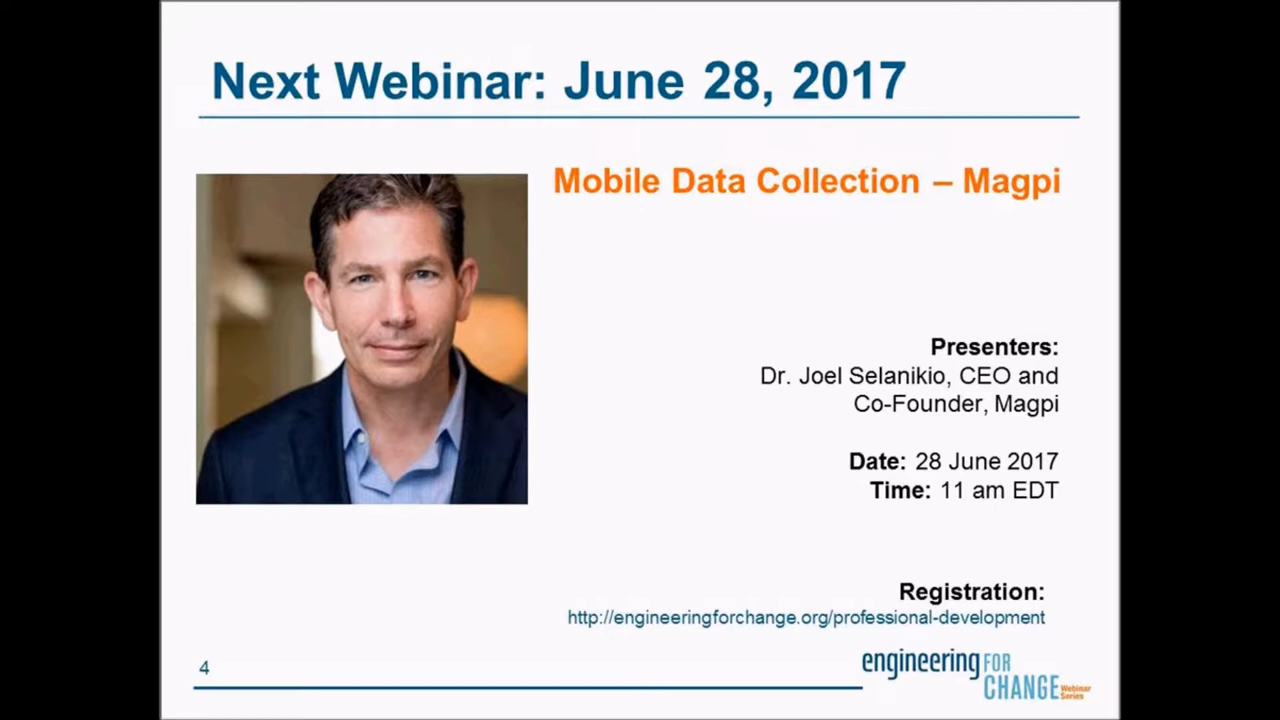 Next Webinar: June 28, 2017
Mobile Data Collection – Magpi
Presenters:
Dr. Joel Selanikio, CEO and
Co-Founder, Magpi
Date: 28 June 2017
Time: 11 am EDT
Registration:
http://engineeringforchange.org/professional-development
4
engineering FOR
CHANGE Webinar
Series